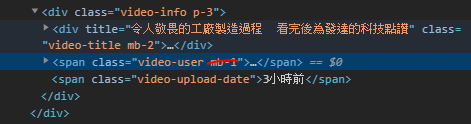 ▼<div class="video-info p-3">
▶<div title="令人敬畏的工廠製造過程  看完後為發達的科技點讚" class=
"video-title mb-2">…</div>
▶<span class="video-user mb-1">…</span> == $0
<span class="video-upload-date">3小時前</span>
</div>
</div>